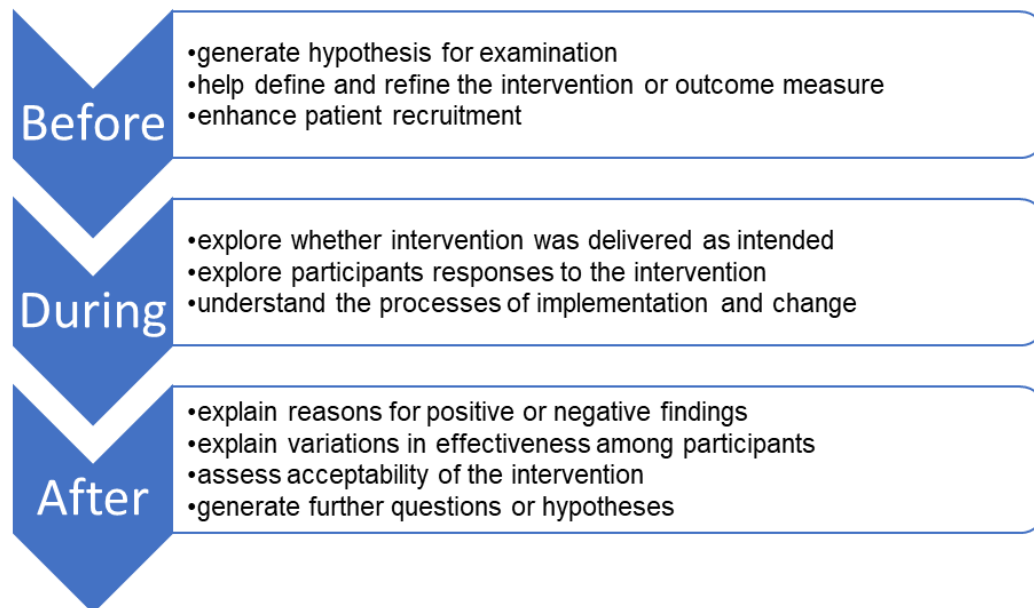 Before
•generate hypothesis for examination
•help define and refine the intervention or outcome measure
•enhance patient recruitment
During
•explore whether intervention was delivered as intended
•explore participants responses to the intervention
•understand the processes of implementation and change
After
•explain reasons for positive or negative findings
•explain variations in effectiveness among participants
•assess acceptability of the intervention
•generate further questions or hypotheses